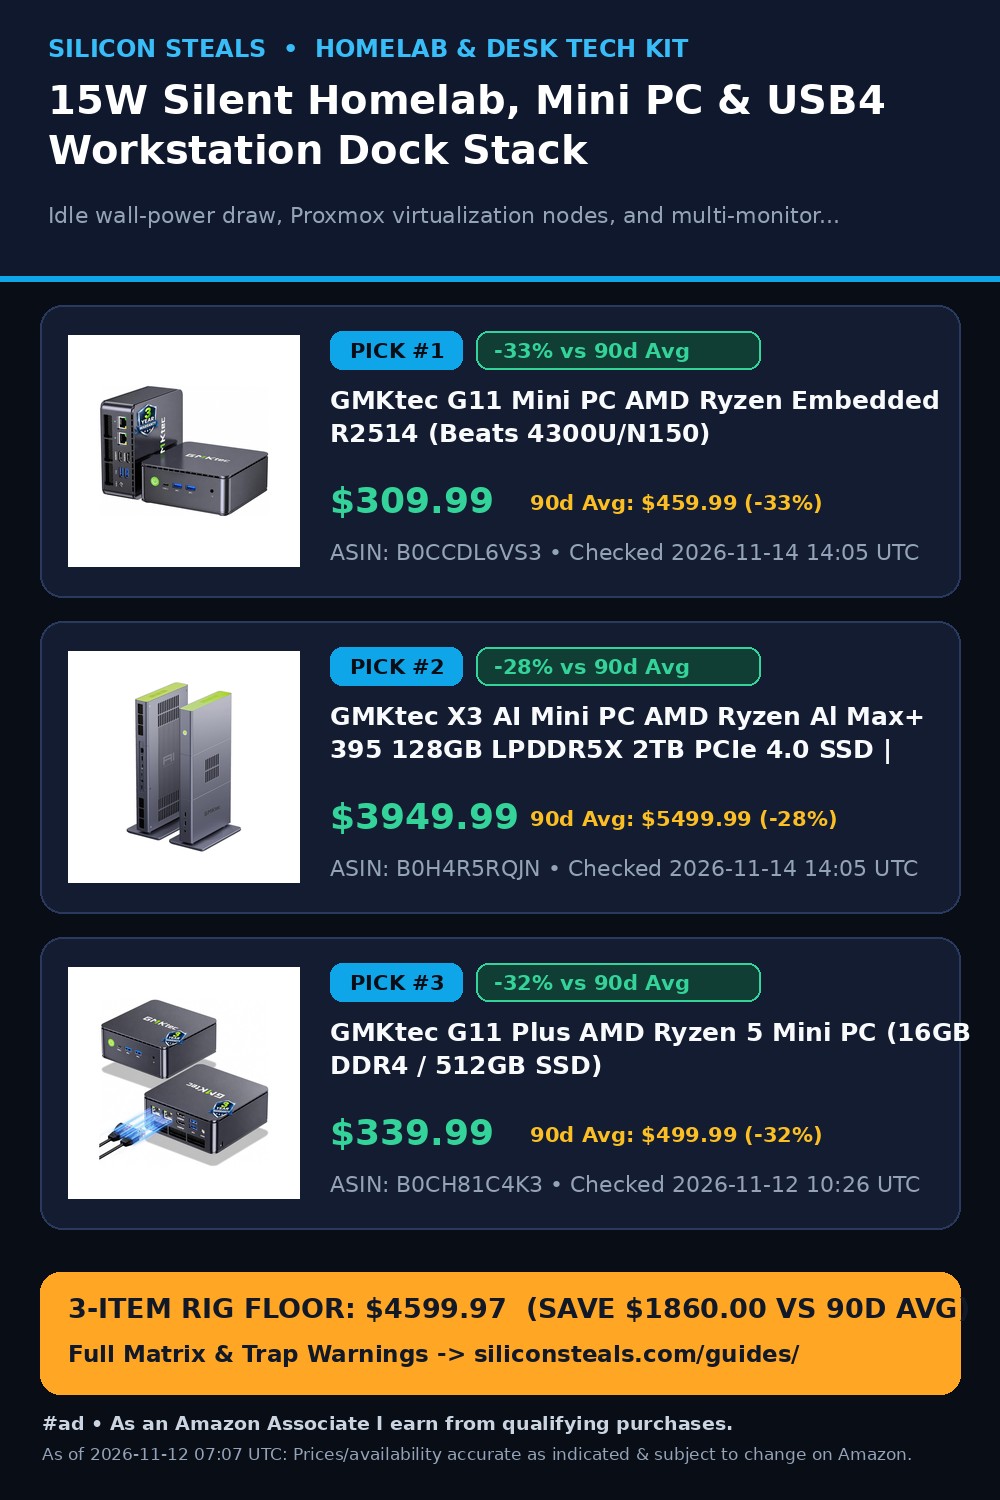 SILICON STEALS • HOMELAB & DESK TECH KIT
15W Silent Homelab, Mini PC & USB4
Workstation Dock Stack
Idle wall-power draw, Proxmox virtualization nodes, and multi-monitor...
PICK #1
-33% vs 90d Avg
GMKtec G11 Mini PC AMD Ryzen Embedded
R2514 (Beats 4300U/N150)
$309.99 90d Avg: $459.99 (-33%)
ASIN: B0CCDL6VS3 • Checked 2026-11-14 14:05 UTC
GMKtec
PICK #2
-28% vs 90d Avg
GMKtec X3 AI Mini PC AMD Ryzen Al Max+
395 128GB LPDDR5X 2TB PCIe 4.0 SSD |
$3949.99 90d Avg: $5499.99 (-28%)
ASIN: B0H4R5RQJN • Checked 2026-11-14 14:05 UTC
PICK #3
-32% vs 90d Avg
GMKtec G11 Plus AMD Ryzen 5 Mini PC (16GB
DDR4 / 512GB SSD)
$339.99 90d Avg: $499.99 (-32%)
ASIN: B0CH81C4K3 • Checked 2026-11-12 10:26 UTC
GMKtec
GMKtec
3-ITEM RIG FLOOR: $4599.97 (SAVE $1860.00 VS 90D AVG)
Full Matrix & Trap Warnings -> siliconsteals.com/guides/
#ad • As an Amazon Associate I earn from qualifying purchases.
As of 2026-11-12 07:07 UTC: Prices/availability accurate as indicated & subject to change on Amazon.